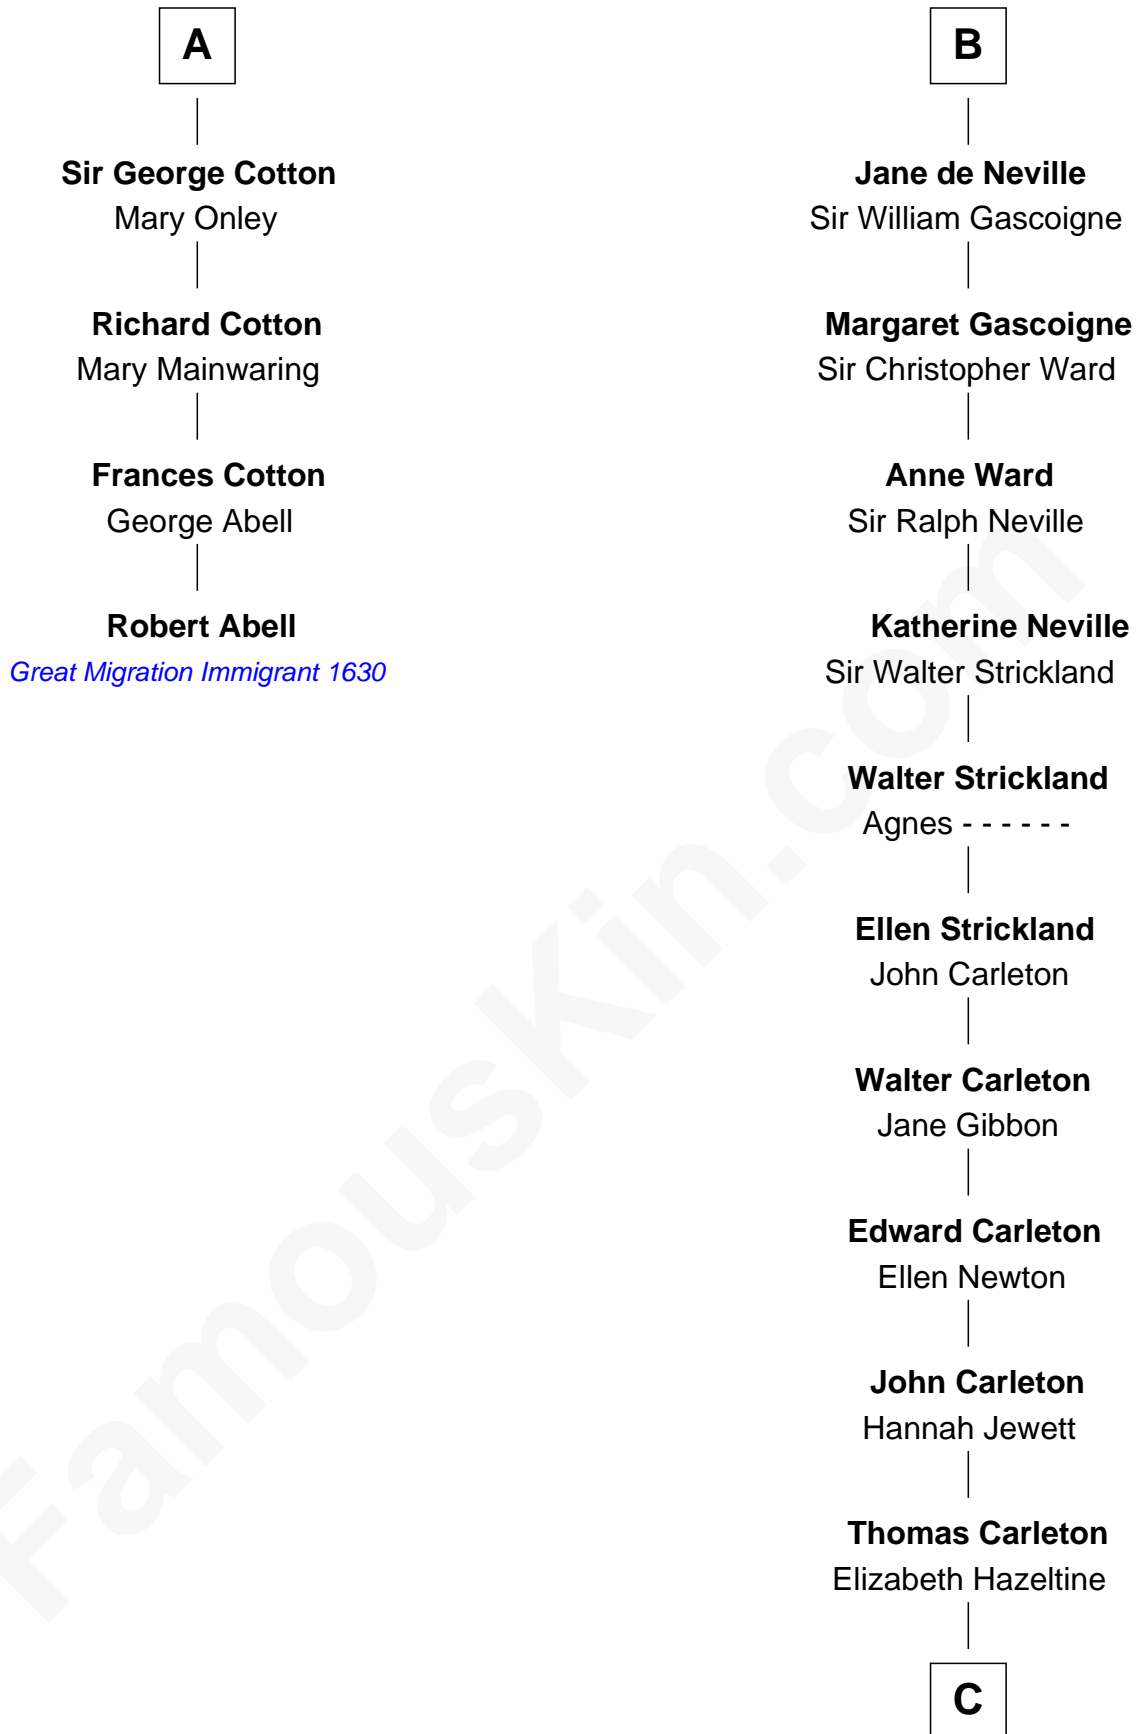 A
Sir George Cotton
Mary Onley
Richard Cotton
Mary Mainwaring
Frances Cotton
George Abell
Robert Abell
Great Migration Immigrant 1630
B
Jane de Neville
Sir William Gascoigne
Margaret Gascoigne
Sir Christopher Ward
Anne Ward
Sir Ralph Neville
Katherine Neville
Sir Walter Strickland
Walter Strickland
Agnes - - - - - -
Ellen Strickland
John Carleton
Walter Carleton
Jane Gibbon
Edward Carleton
Ellen Newton
John Carleton
Hannah Jewett
Thomas Carleton
Elizabeth Hazeltine
C
FamousKin.com